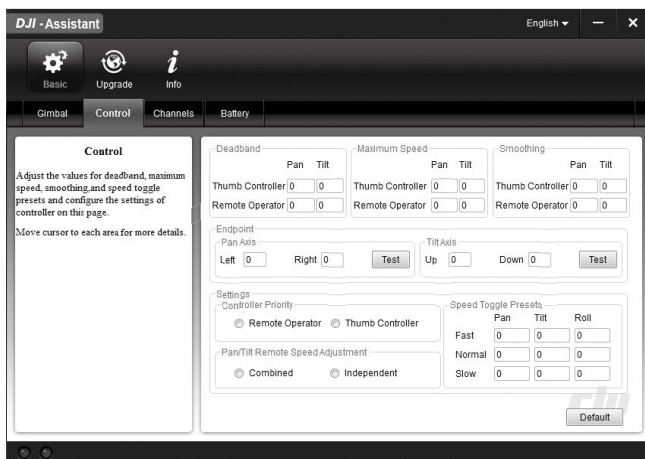 DJI - Assistant
English
Basic
Upgrade
Info
Gimbal
Control
Channels
Battery
Control
Adjust the values for deadband, maximum
speed, smoothing,and speed toggle
presets and configure the settings of
controller on this page.
Move cursor to each area for more details.
Deadband
Pan Tilt
Thumb Controller 0 0
Remote Operator 0 0
Maximum Speed
Pan Tilt
Thumb Controller 0 0
Remote Operator 0 0
Smoothing
Pan Tilt
Thumb Controller 0 0
Remote Operator 0 0
Endpoint
Pan Axis
Left 0 Right 0 Test
Tilt Axis
Up 0 Down 0 Test
Settings
Controller Priority
Remote Operator Thumb Controller
Pan/Tilt Remote Speed Adjustment
Combined Independent
Speed Toggle Presets
Pan Tilt Roll
Fast 0 0 0
Normal 0 0 0
Slow 0 0 0
dji
Default